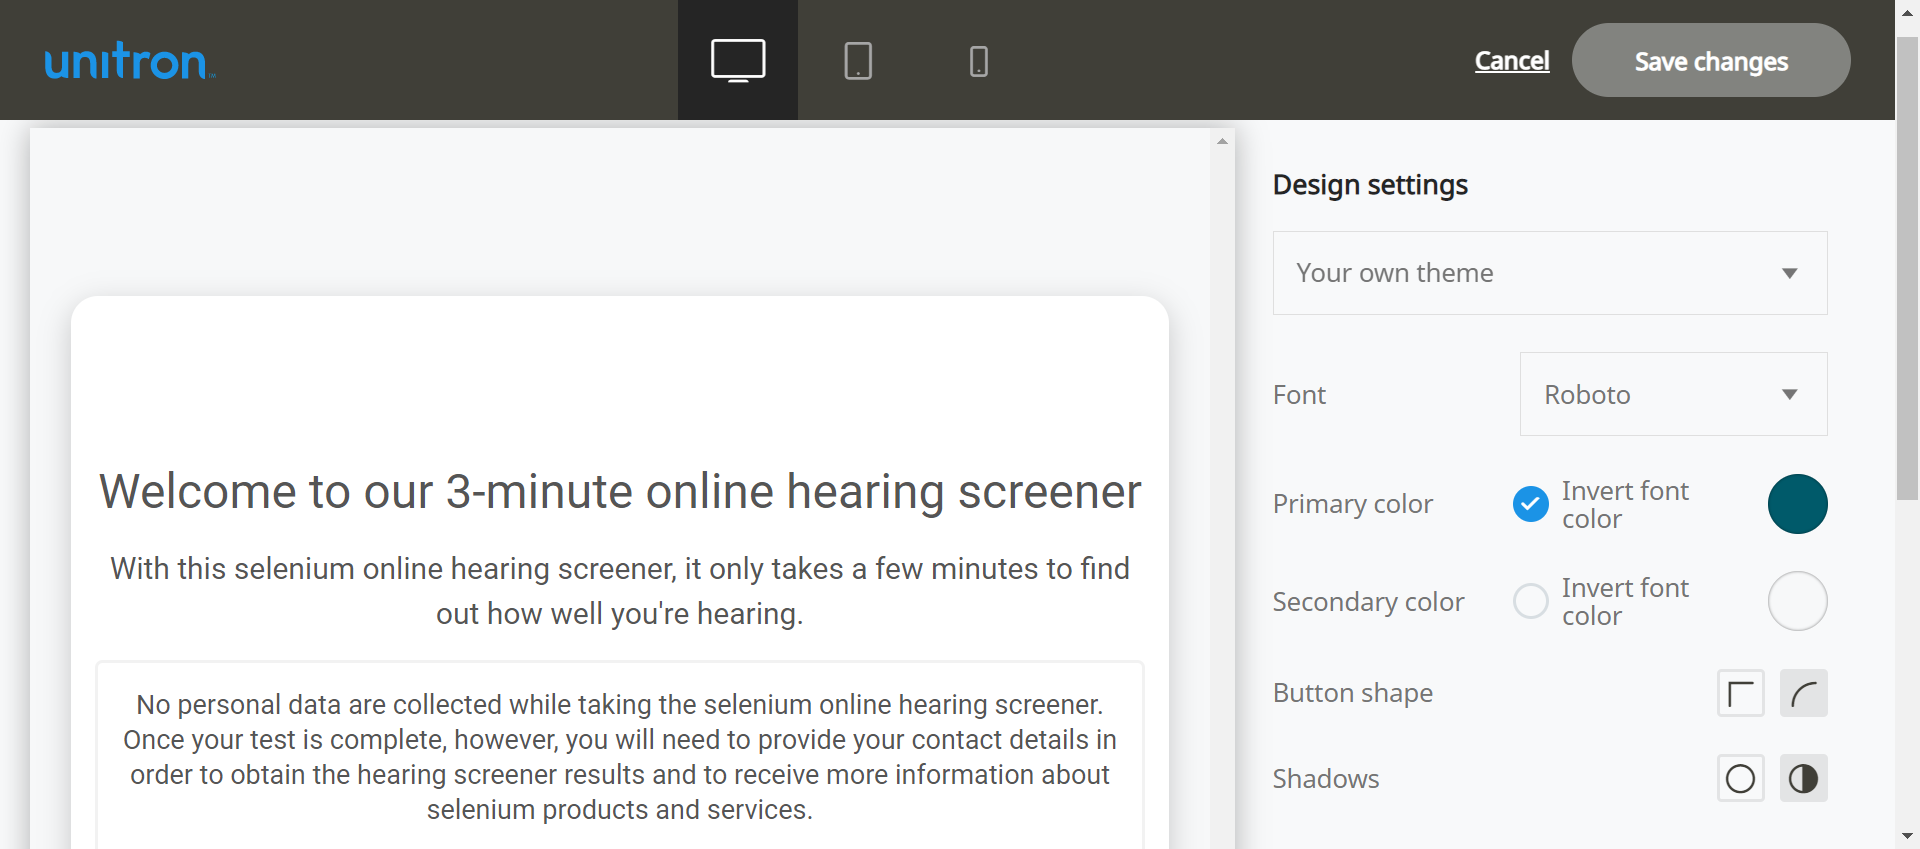 unitron™
Cancel
Save changes
Design settings
Your own theme
Font
Roboto
Primary color
Invert font
color
Secondary color
Invert font
color
Button shape
Shadows
Welcome to our 3-minute online hearing screener
With this selenium online hearing screener, it only takes a few minutes to find
out how well you're hearing.
No personal data are collected while taking the selenium online hearing screener.
Once your test is complete, however, you will need to provide your contact details in
order to obtain the hearing screener results and to receive more information about
selenium products and services.